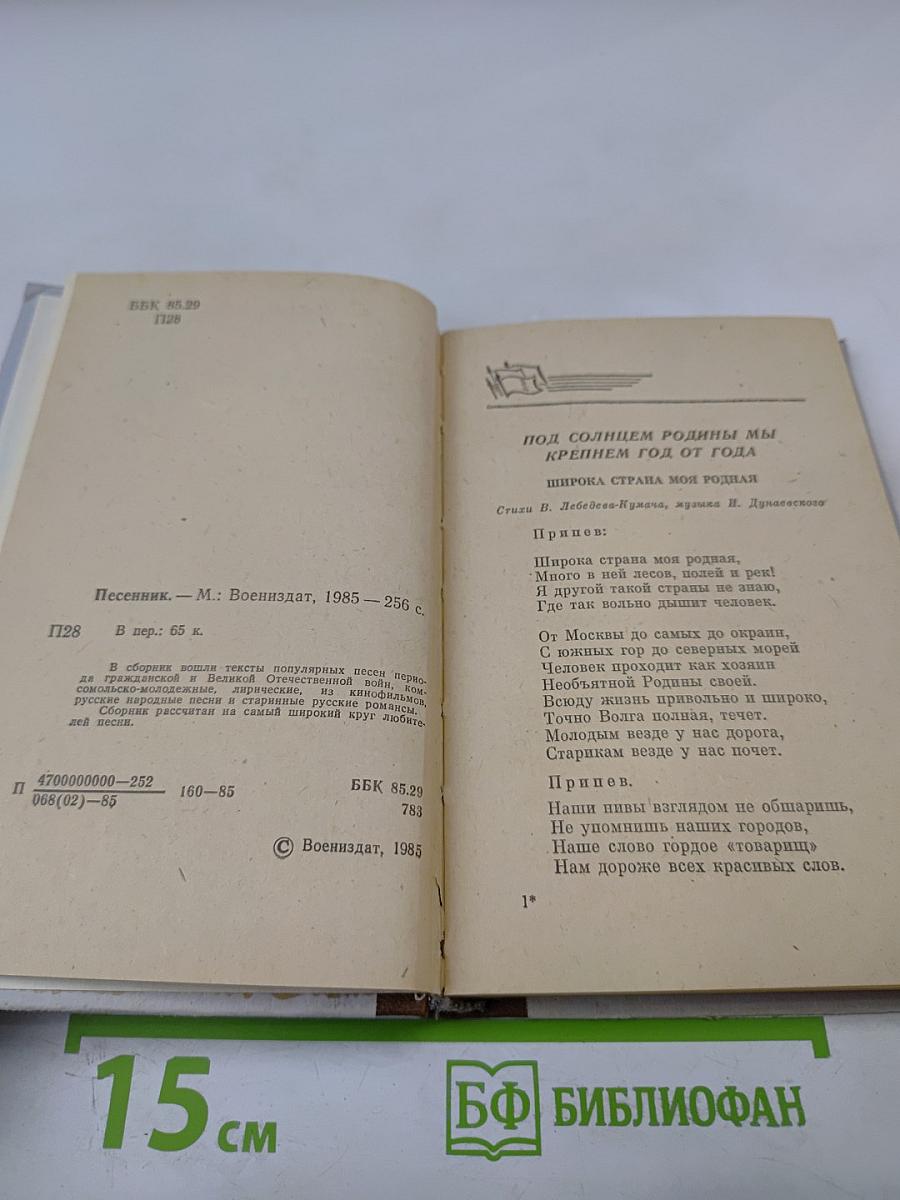 ББК 85.29
П28
Песенник. — М.: Воениздат, 1985 — 256 с.
П28 В пер.: 65 к.
В сборник вошли тексты популярных песен перио-
да гражданской и Великой Отечественной войн, ком-
сомольско-молодежные, лирические, из кинофильмов,
русские народные песни и старинные русские романсы.
Сборник рассчитан на самый широкий круг любите-
лей песни.
П 4700000000—252
068(02)—85
160—85
ББК 85.29
783
© Воениздат, 1985
ПОД СОЛНЦЕМ РОДИНЫ МЫ
КРЕПНЕМ ГОД ОТ ГОДА
ШИРОКА СТРАНА МОЯ РОДНАЯ
Стихи В. Лебедева-Кумача, музыка И. Дунаевского
Припев:
Широка страна моя родная,
Много в ней лесов, полей и рек!
Я другой такой страны не знаю,
Где так вольно дышит человек.
От Москвы до самых до окраин,
С южных гор до северных морей
Человек проходит как хозяин
Необъятной Родины своей.
Всюду жизнь привольно и широко,
Точно Волга полная, течет.
Молодым везде у нас дорога,
Старикам везде у нас почет.
Припев.
Наши нивы взглядом не обшаришь,
Не упомнишь наших городов,
Наше слово гордое «товарищ»
Нам дороже всех красивых слов.
1*
15 см
БФ БИБЛИОФАН